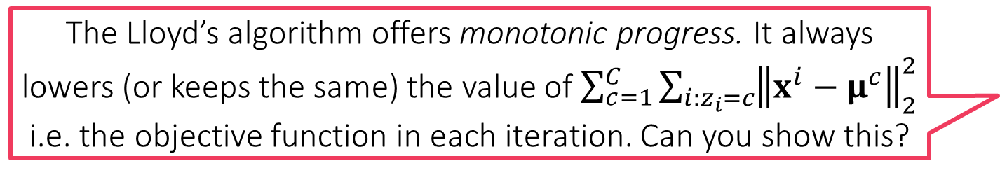 The Lloyd's algorithm offers monotonic progress. It always
lowers (or keeps the same) the value of $\sum_{c=1}^{C} \sum_{i:z_i=c} \left\| \mathbf{x}^i - \boldsymbol{\mu}^c \right\|_2^2$
i.e. the objective function in each iteration. Can you show this?